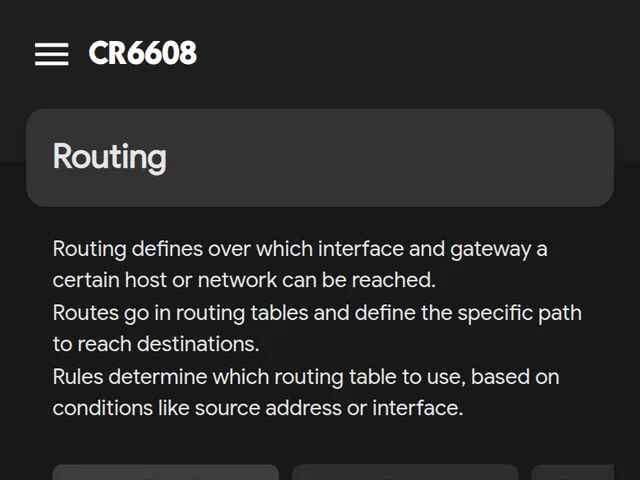 CR6608
Routing
Routing defines over which interface and gateway a
certain host or network can be reached.
Routes go in routing tables and define the specific path
to reach destinations.
Rules determine which routing table to use, based on
conditions like source address or interface.